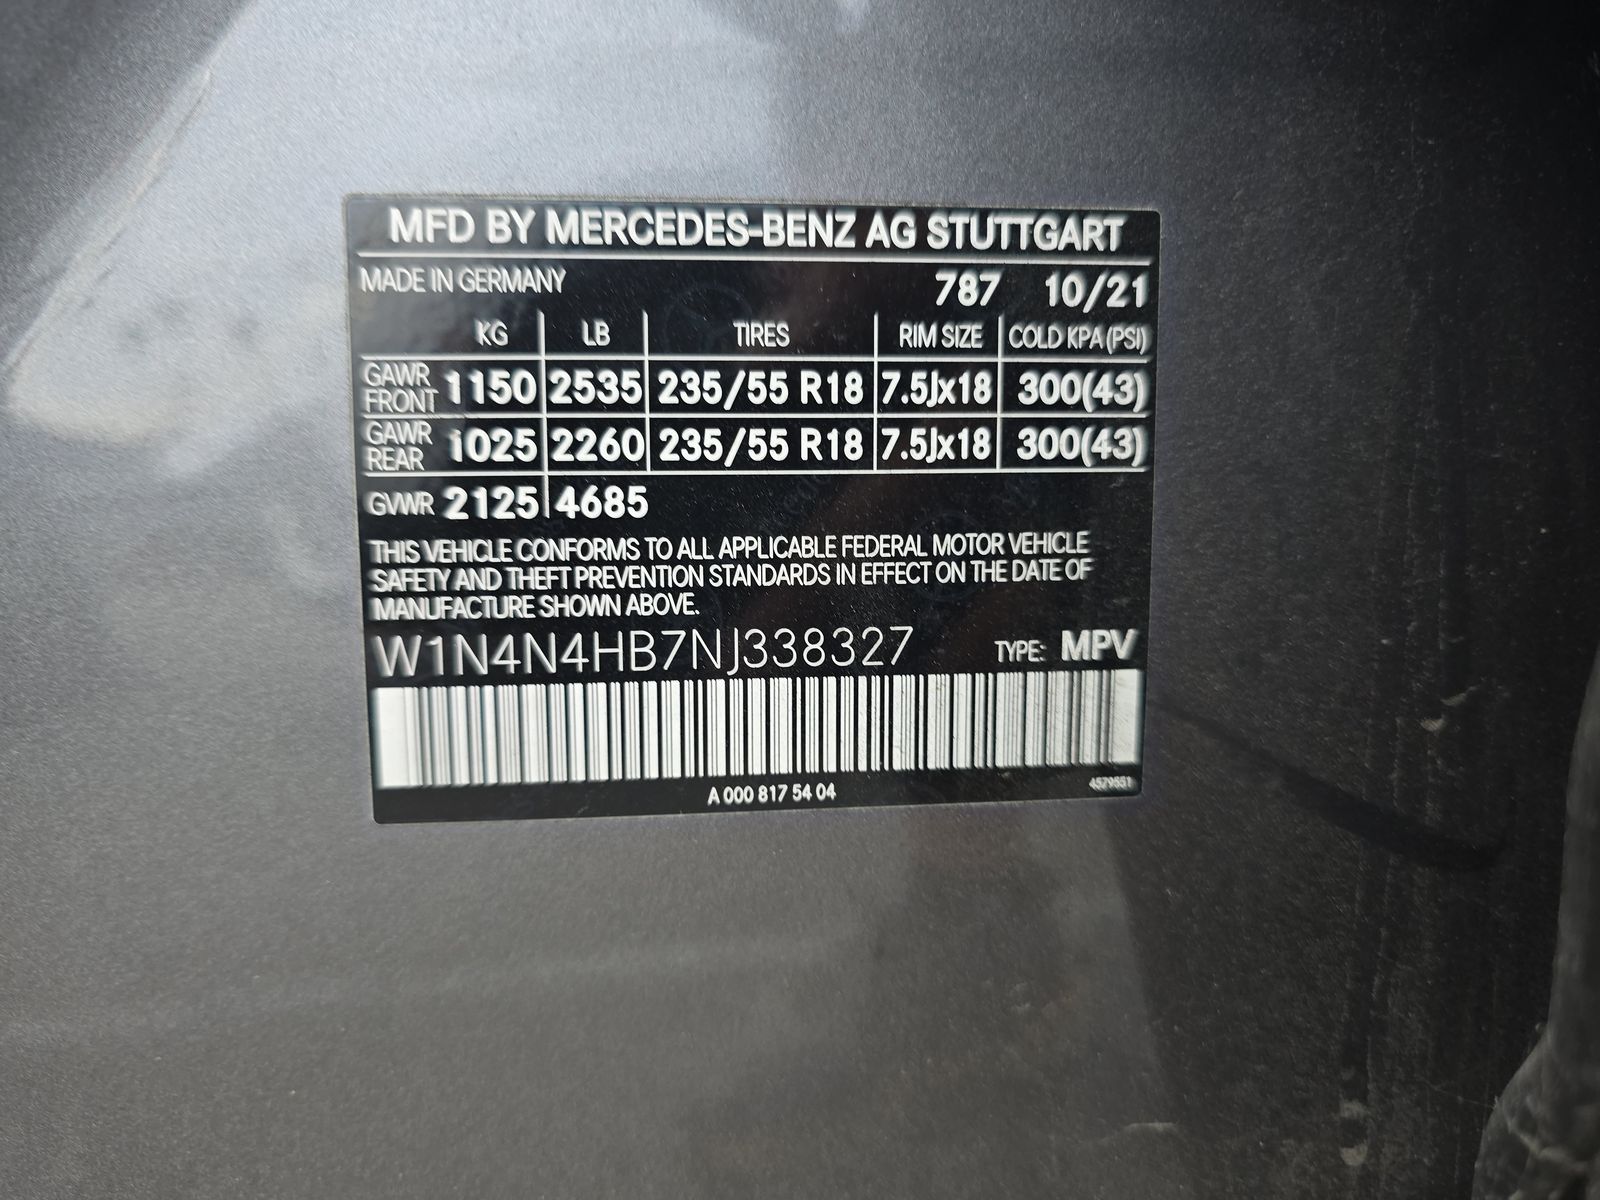 MFD BY MERCEDES-BENZ AG STUTTGART
MADE IN GERMANY 787 10/21
KG LB TIRES RIM SIZE COLD KPA (PSI)
GAWR FRONT 1150 2535 235/55 R18 7.5Jx18 300(43)
GAWR REAR 1025 2260 235/55 R18 7.5Jx18 300(43)
GVWR 2125 4685
THIS VEHICLE CONFORMS TO ALL APPLICABLE FEDERAL MOTOR VEHICLE
SAFETY AND THEFT PREVENTION STANDARDS IN EFFECT ON THE DATE OF
MANUFACTURE SHOWN ABOVE.
W1N4N4HB7NJ338327 TYPE: MPV
A 000 817 54 04 4579551